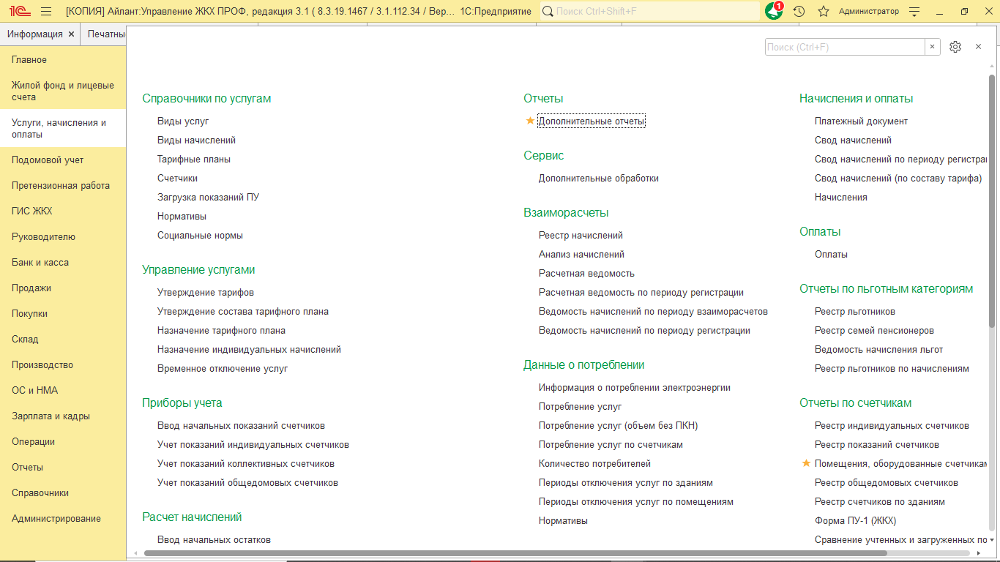 [КОПИЯ] Айлант:Управление ЖКХ ПРОФ, редакция 3.1 ( 8.3.19.1467 / 3.1.112.34 / Вер... 1С:Предприятие
Поиск Ctrl+Shift+F
1
Администратор
Информация
Печатны
Поиск (Ctrl+F)
Главное
Жилой фонд и лицевые
счета
Услуги, начисления и
оплаты
Подомовой учет
Претензионная работа
ГИС ЖКХ
Руководителю
Банк и касса
Продажи
Покупки
Склад
Производство
ОС и НМА
Зарплата и кадры
Операции
Отчеты
Справочники
Администрирование
Справочники по услугам
Виды услуг
Виды начислений
Тарифные планы
Счетчики
Загрузка показаний ПУ
Нормативы
Социальные нормы
Управление услугами
Утверждение тарифов
Утверждение состава тарифного плана
Назначение тарифного плана
Назначение индивидуальных начислений
Временное отключение услуг
Приборы учета
Ввод начальных показаний счетчиков
Учет показаний индивидуальных счетчиков
Учет показаний коллективных счетчиков
Учет показаний общедомовых счетчиков
Расчет начислений
Ввод начальных остатков
Отчеты
Дополнительные отчеты
Сервис
Дополнительные обработки
Взаиморасчеты
Реестр начислений
Анализ начислений
Расчетная ведомость
Расчетная ведомость по периоду регистрации
Ведомость начислений по периоду взаиморасчетов
Ведомость начислений по периоду регистрации
Данные о потреблении
Информация о потреблении электроэнергии
Потребление услуг
Потребление услуг (объем без ПКН)
Потребление услуг по счетчикам
Количество потребителей
Периоды отключения услуг по зданиям
Периоды отключения услуг по помещениям
Нормативы
Начисления и оплаты
Платежный документ
Свод начислений
Свод начислений по периоду регистра
Свод начислений (по составу тарифа)
Начисления
Оплаты
Оплаты
Отчеты по льготным категориям
Реестр льготников
Реестр семей пенсионеров
Ведомость начисления льгот
Реестр льготников по начислениям
Отчеты по счетчикам
Реестр индивидуальных счетчиков
Реестр показаний счетчиков
Помещения, оборудованные счетчикам
Реестр общедомовых счетчиков
Реестр счетчиков по зданиям
Форма ПУ-1 (ЖКХ)
Сравнение учтенных и загруженных по